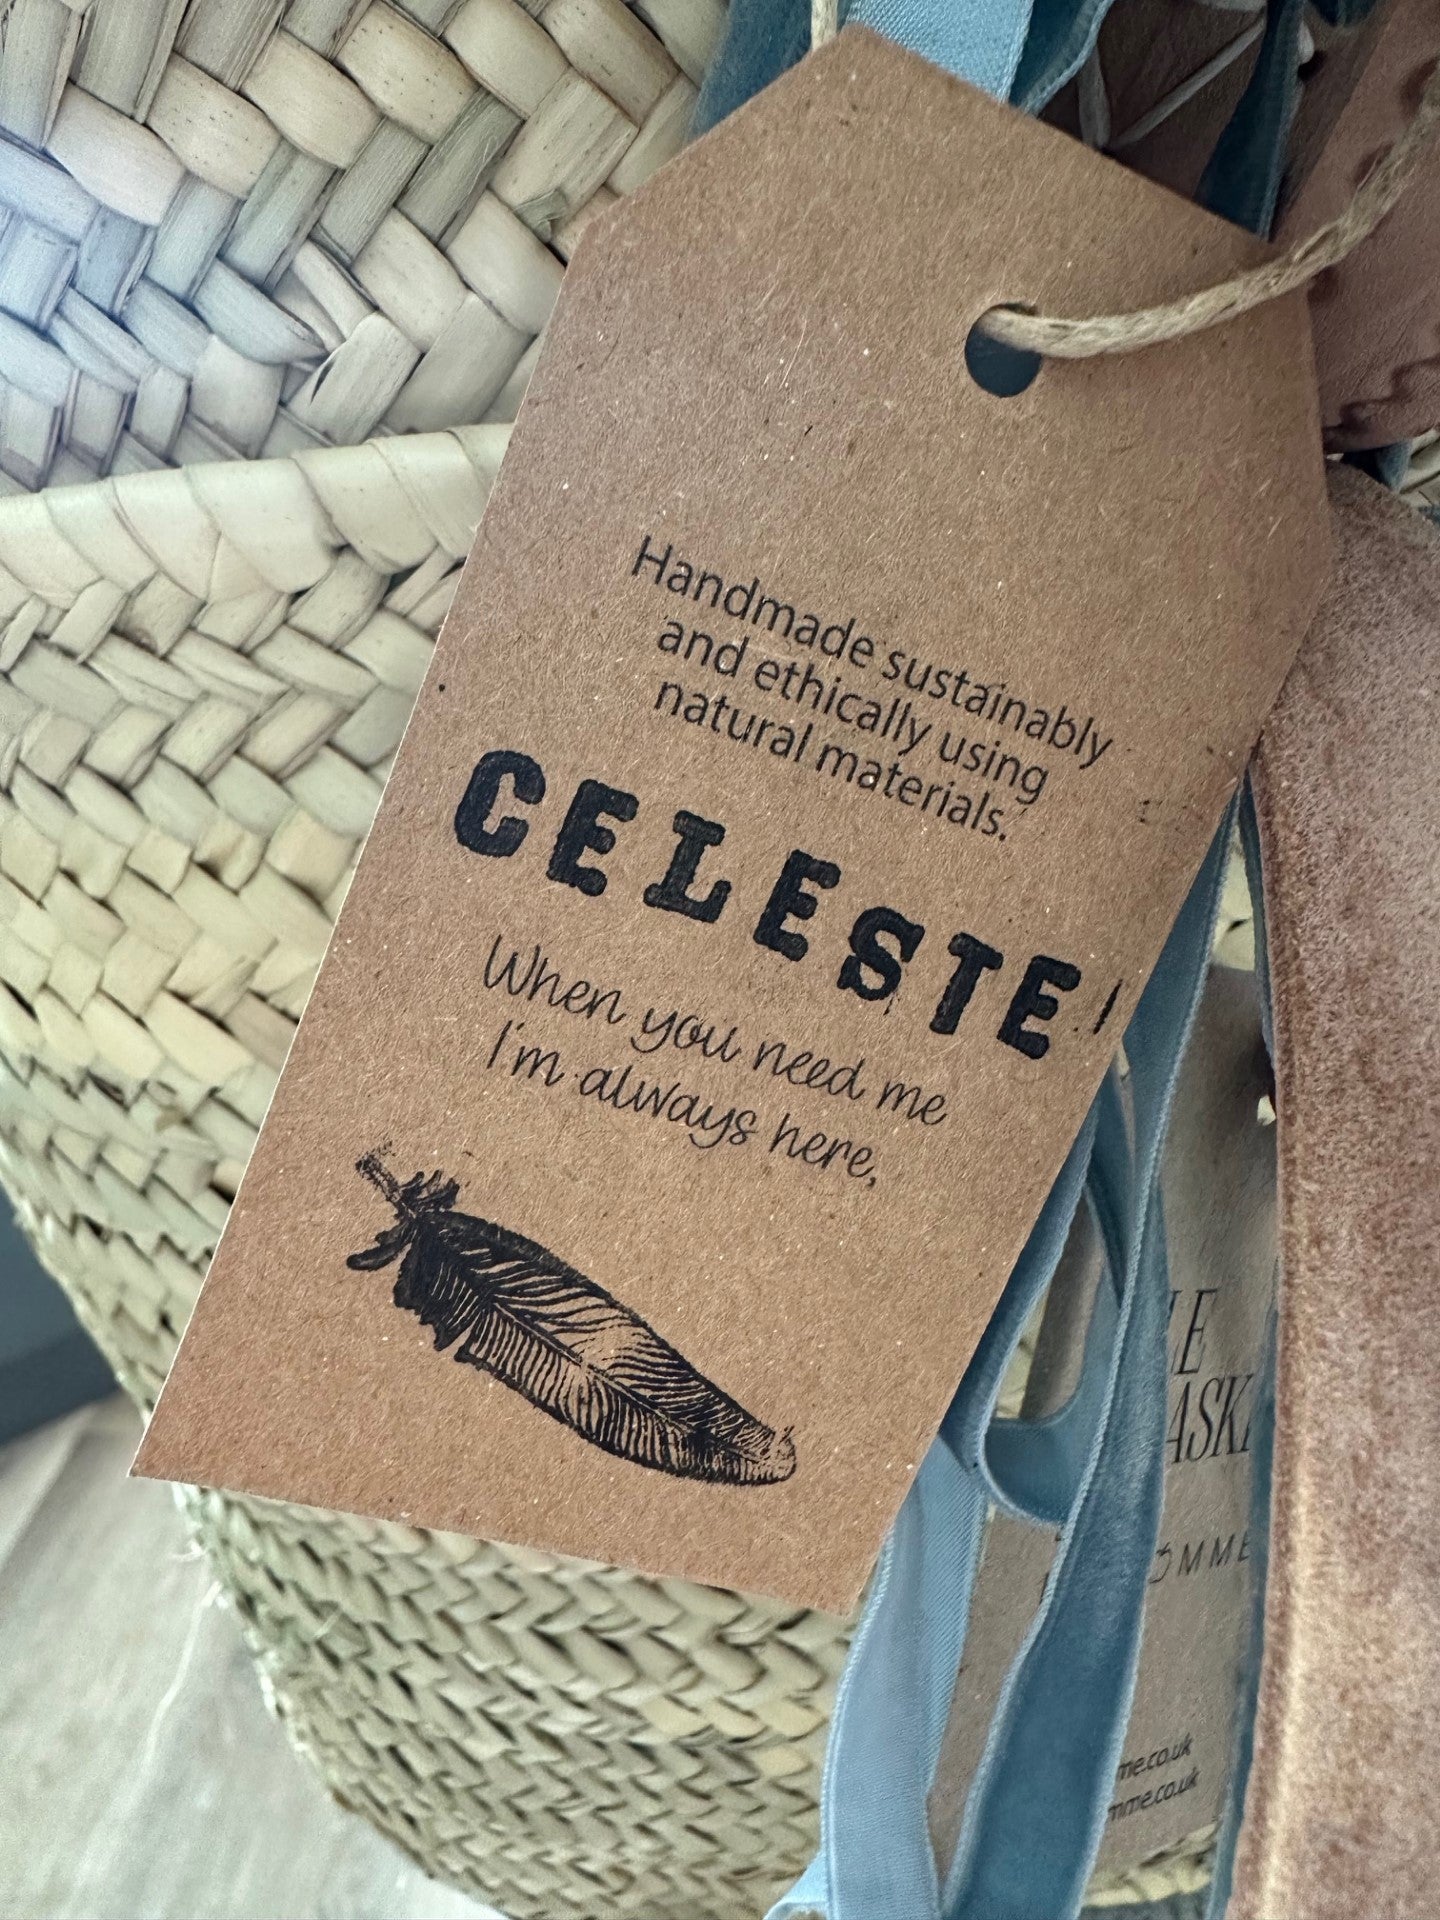 Handmade sustainably
and ethically using
natural materials.
CELESTE
When you need me
I'm always here,